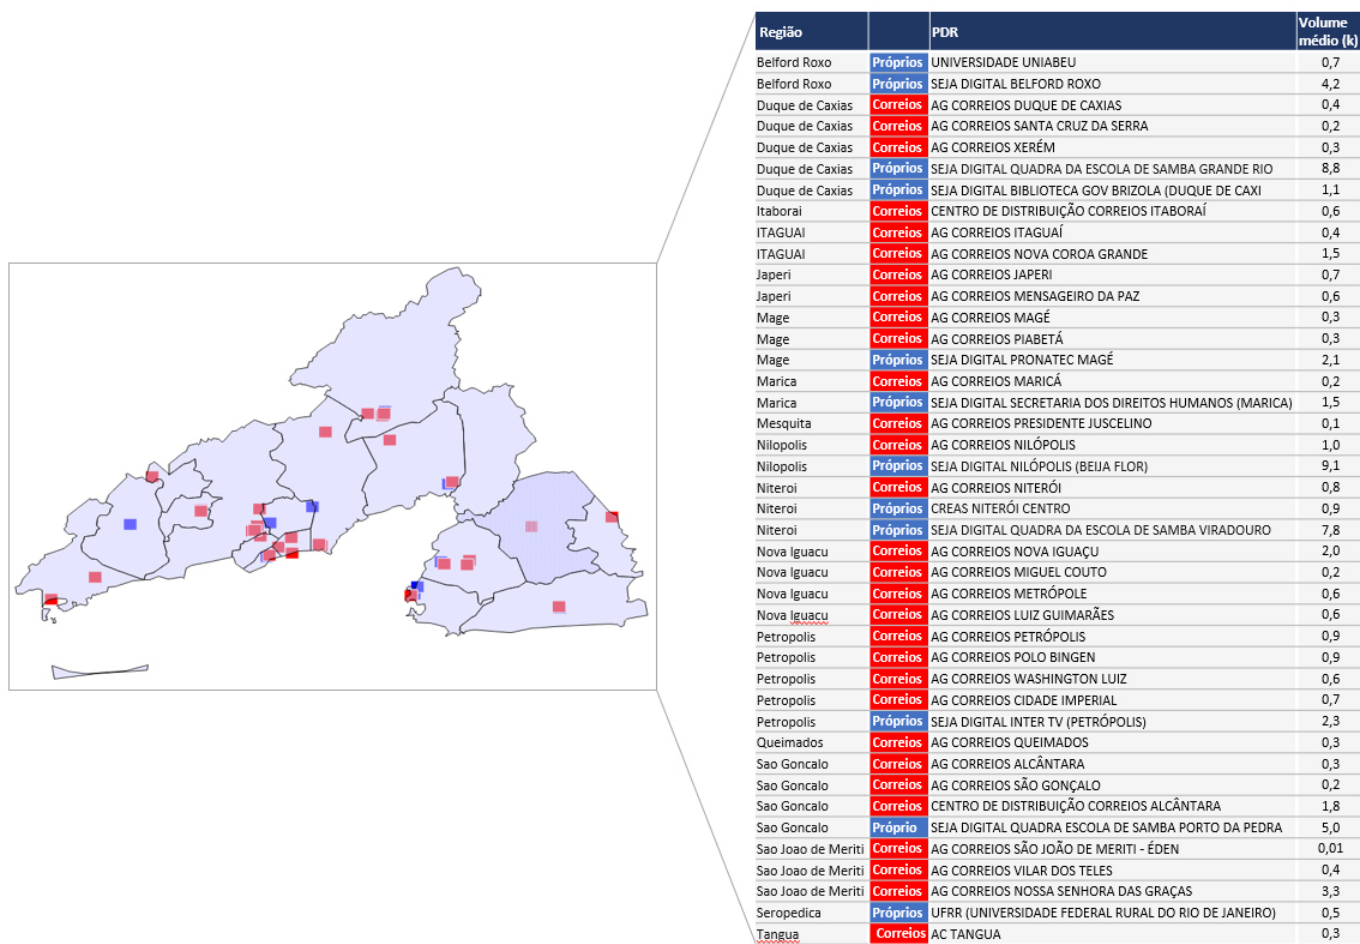 Região PDR Volume médio (k)
Belford Roxo Próprios UNIVERSIDADE UNIABEU 0,7
Belford Roxo Próprios SEJA DIGITAL BELFORD ROXO 4,2
Duque de Caxias Correios AG CORREIOS DUQUE DE CAXIAS 0,4
Duque de Caxias Correios AG CORREIOS SANTA CRUZ DA SERRA 0,2
Duque de Caxias Correios AG CORREIOS XERÉM 0,3
Duque de Caxias Próprios SEJA DIGITAL QUADRA DA ESCOLA DE SAMBA GRANDE RIO 8,8
Duque de Caxias Próprios SEJA DIGITAL BIBLIOTECA GOV BRIZOLA (DUQUE DE CAXI 1,1
Itaborai Correios CENTRO DE DISTRIBUIÇÃO CORREIOS ITABORAÍ 0,6
ITAGUAI Correios AG CORREIOS ITAGUAÍ 0,4
ITAGUAI Correios AG CORREIOS NOVA COROA GRANDE 1,5
Japeri Correios AG CORREIOS JAPERI 0,7
Japeri Correios AG CORREIOS MENSAGEIRO DA PAZ 0,6
Mage Correios AG CORREIOS MAGÉ 0,3
Mage Correios AG CORREIOS PIABETÁ 0,3
Mage Próprios SEJA DIGITAL PRONATEC MAGÉ 2,1
Marica Correios AG CORREIOS MARICÁ 0,2
Marica Próprios SEJA DIGITAL SECRETARIA DOS DIREITOS HUMANOS (MARICA) 1,5
Mesquita Correios AG CORREIOS PRESIDENTE JUSCELINO 0,1
Nilopolis Correios AG CORREIOS NILÓPOLIS 1,0
Nilopolis Próprios SEJA DIGITAL NILÓPOLIS (BEIJA FLOR) 9,1
Niteroi Correios AG CORREIOS NITERÓI 0,8
Niteroi Próprios CREAS NITERÓI CENTRO 0,9
Niteroi Próprios SEJA DIGITAL QUADRA DA ESCOLA DE SAMBA VIRADOURO 7,8
Nova Iguacu Correios AG CORREIOS NOVA IGUAÇU 2,0
Nova Iguacu Correios AG CORREIOS MIGUEL COUTO 0,2
Nova Iguacu Correios AG CORREIOS METRÓPOLE 0,6
Nova Iguacu Correios AG CORREIOS LUIZ GUIMARÃES 0,6
Petropolis Correios AG CORREIOS PETRÓPOLIS 0,9
Petropolis Correios AG CORREIOS POLO BINGEN 0,9
Petropolis Correios AG CORREIOS WASHINGTON LUIZ 0,6
Petropolis Correios AG CORREIOS CIDADE IMPERIAL 0,7
Petropolis Próprios SEJA DIGITAL INTER TV (PETRÓPOLIS) 2,3
Queimados Correios AG CORREIOS QUEIMADOS 0,3
Sao Goncalo Correios AG CORREIOS ALCÂNTARA 0,3
Sao Goncalo Correios AG CORREIOS SÃO GONÇALO 0,2
Sao Goncalo Correios CENTRO DE DISTRIBUIÇÃO CORREIOS ALCÂNTARA 1,8
Sao Goncalo Próprio SEJA DIGITAL QUADRA ESCOLA DE SAMBA PORTO DA PEDRA 5,0
Sao Joao de Meriti Correios AG CORREIOS SÃO JOÃO DE MERITI - ÉDEN 0,01
Sao Joao de Meriti Correios AG CORREIOS VILAR DOS TELES 0,4
Sao Joao de Meriti Correios AG CORREIOS NOSSA SENHORA DAS GRAÇAS 3,3
Seropedica Próprios UFRR (UNIVERSIDADE FEDERAL RURAL DO RIO DE JANEIRO) 0,5
Tangua Correios AC TANGUA 0,3